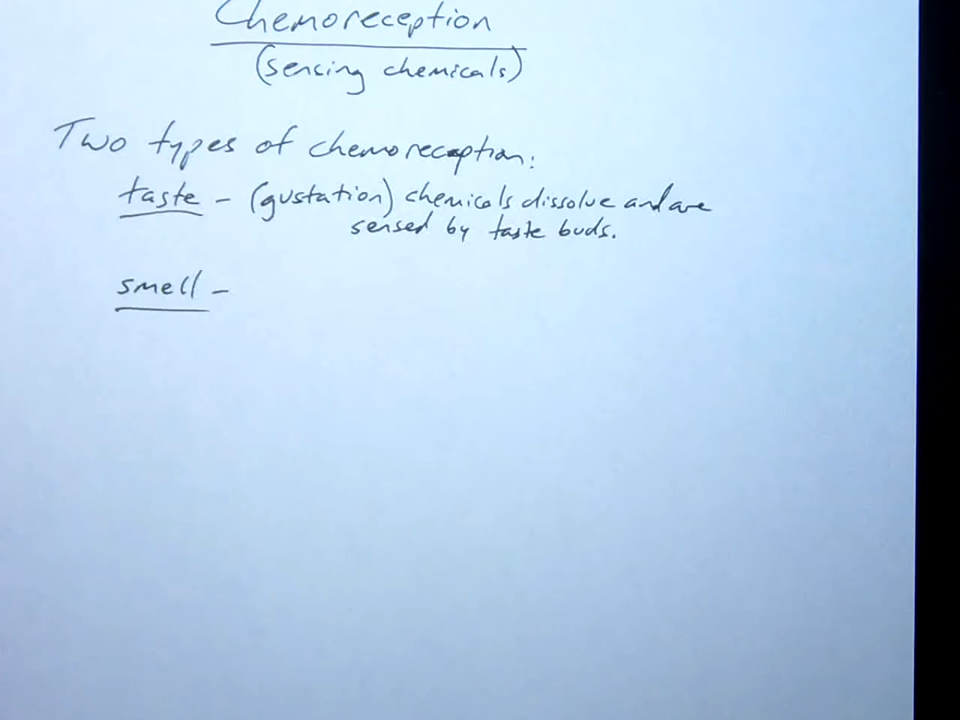 Chemoreception
(sensing chemicals)
Two types of chemoreception:
taste - (gustation) chemicals dissolve and are
sensed by taste buds.
smell -